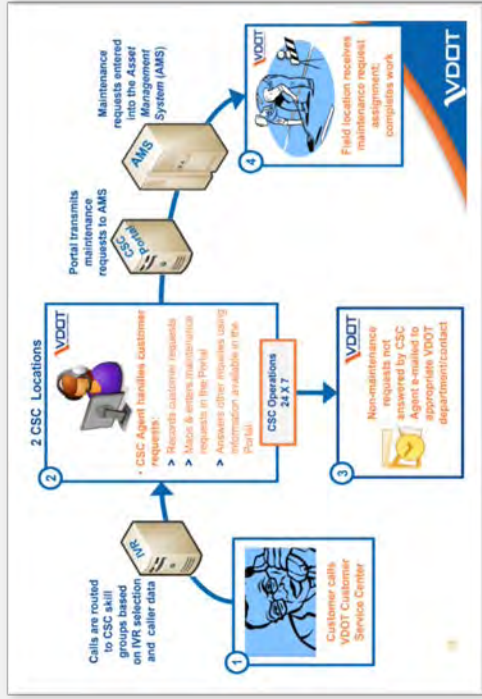 Calls are routed
to CSC skill
groups based
on IVR selection
and caller data
IVR
1
Customer calls
VDOT Customer
Service Center
2 CSC Locations
2
VDOT
• CSC Agent handles customer
requests:
> Records customer requests
> Maps & enters maintenance
requests in the Portal
> Answers other inquiries using
information available in the
Portal
CSC Operations
24 X 7
3
VDOT
Non-maintenance
requests not
answered by CSC
Agent e-mailed to
appropriate VDOT
department/contact
Portal transmits
maintenance
requests to AMS
CSC
Portal
Maintenance
requests entered
into the Asset
Management
System (AMS)
AMS
4
VDOT
Field location receives
maintenance request
assignment;
completes work
VDOT